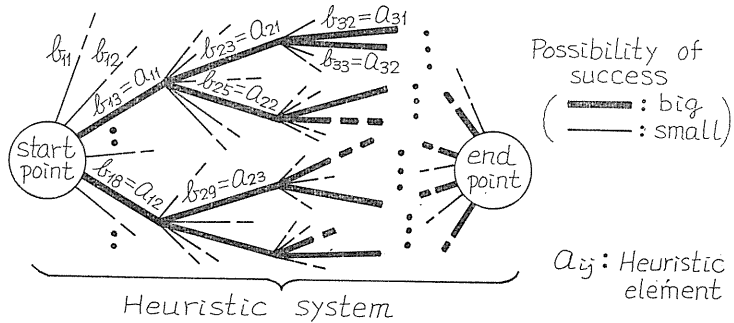 b11
b12
b13=a11
b23=a21
b32=a31
b33=a32
b25=a22
start
point
b18=a12
b29=a23
end
point
Possibility of
success
( : big
: small )
aij : Heuristic
element
Heuristic system